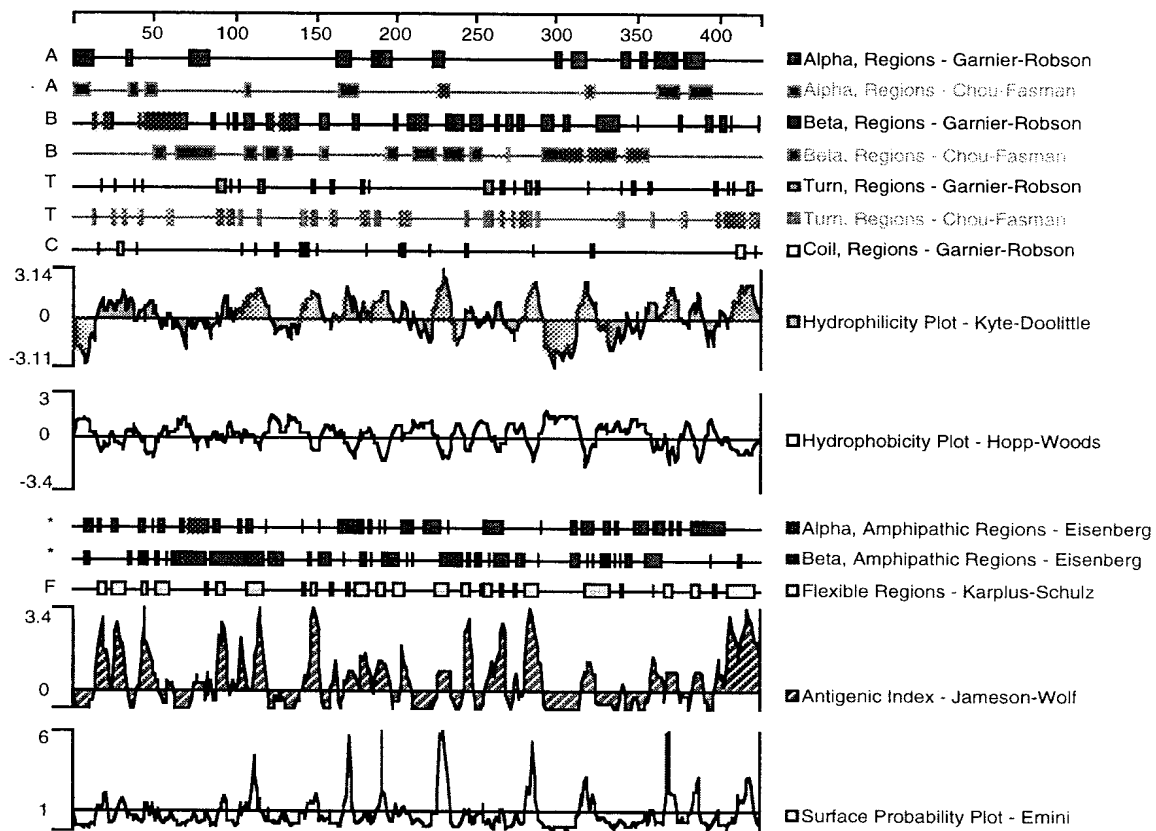 50 100 150 200 250 300 350 400
A Alpha, Regions - Garnier-Robson
A Alpha, Regions - Chou-Fasman
B Beta, Regions - Garnier-Robson
B Beta, Regions - Chou-Fasman
T Turn, Regions - Garnier-Robson
T Turn, Regions - Chou-Fasman
C Coil, Regions - Garnier-Robson
3.14
0 Hydrophilicity Plot - Kyte-Doolittle
-3.11
3
0 Hydrophobicity Plot - Hopp-Woods
-3.4
* Alpha, Amphipathic Regions - Eisenberg
* Beta, Amphipathic Regions - Eisenberg
F Flexible Regions - Karplus-Schulz
3.4
0 Antigenic Index - Jameson-Wolf
6
1 Surface Probability Plot - Emini